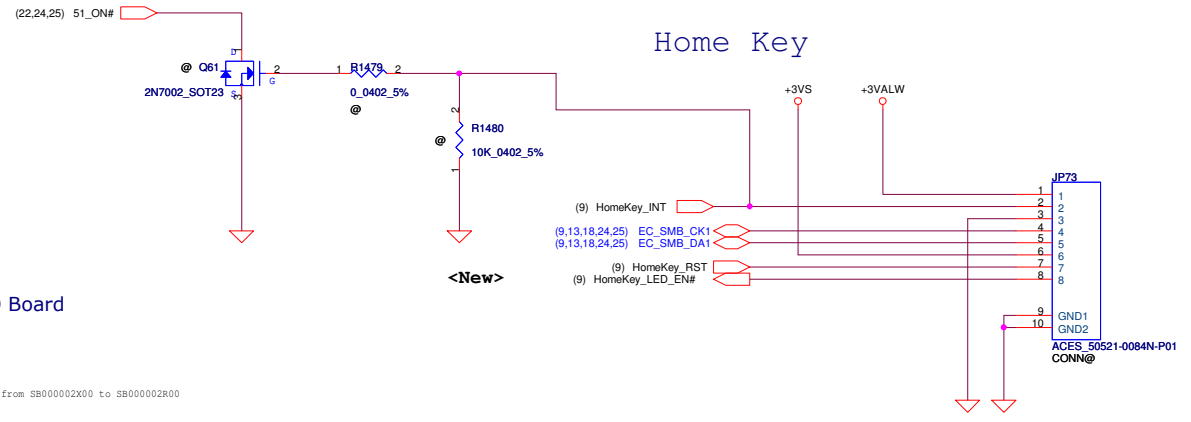 (22,24,25) 51_ON#
Home Key
D
1
@ Q61
2
G
1
R1479
2
2N7002_SOT23
S
3
0_0402_5%
@
+3VS
+3VALW
2
R1480
@
10K_0402_5%
1
JP73
1 1
(9) HomeKey_INT 2 2
3 3
(9,13,18,24,25) EC_SMB_CK1 4 4
(9,13,18,24,25) EC_SMB_DA1 5 5
6 6
(9) HomeKey_RST 7 7
(9) HomeKey_LED_EN# 8 8
<New>
Board
9 GND1
10 GND2
ACES_50521-0084N-P01
CONN@
from SB000002X00 to SB000002R00